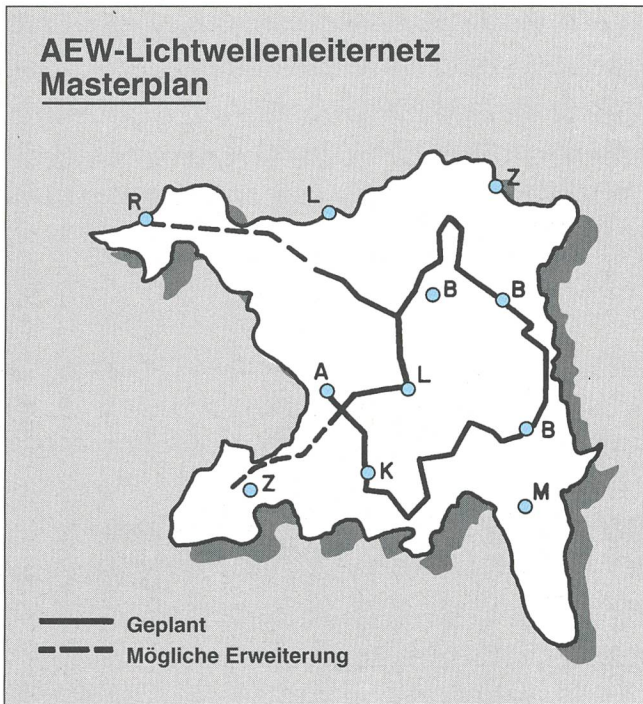 AEW-Lichtwellenleiternetz
Masterplan
Z
R
L
B
B
A
L
B
K
Z
M
Geplant
Mögliche Erweiterung